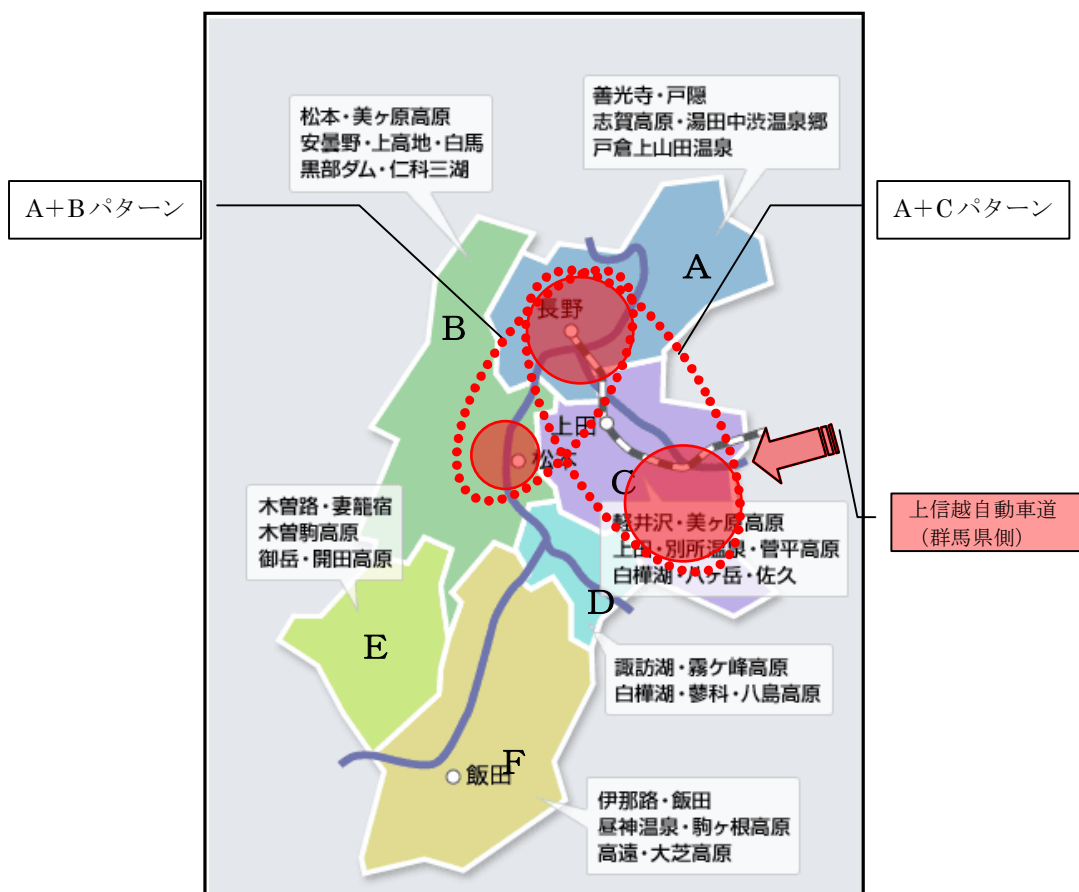 善光寺・戸隠
志賀高原・湯田中渋温泉郷
戸倉上山田温泉
松本・美ヶ原高原
安曇野・上高地・白馬
黒部ダム・仁科三湖
A+Bパターン
A+Cパターン
A
長野
B
上田
松本
C
木曽路・妻籠宿
木曽駒高原
御岳・開田高原
上信越自動車道
（群馬県側）
軽井沢・美ヶ原高原
上田・別所温泉・菅平高原
白樺湖・八ヶ岳・佐久
D
E
諏訪湖・霧ケ峰高原
白樺湖・蓼科・八島高原
F
飯田
伊那路・飯田
昼神温泉・駒ヶ根高原
高遠・大芝高原